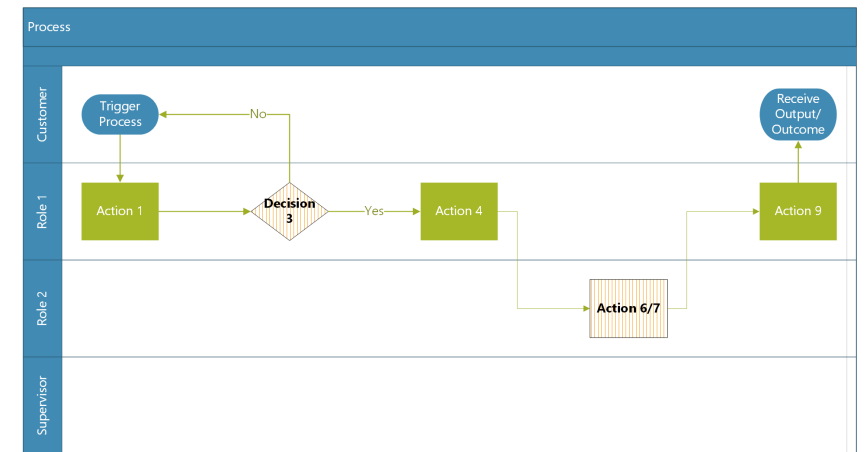 Process
Customer
Trigger
Process
No
Receive
Output/
Outcome
Role 1
Action 1
Decision
3
Yes
Action 4
Action 9
Role 2
Action 6/7
Supervisor